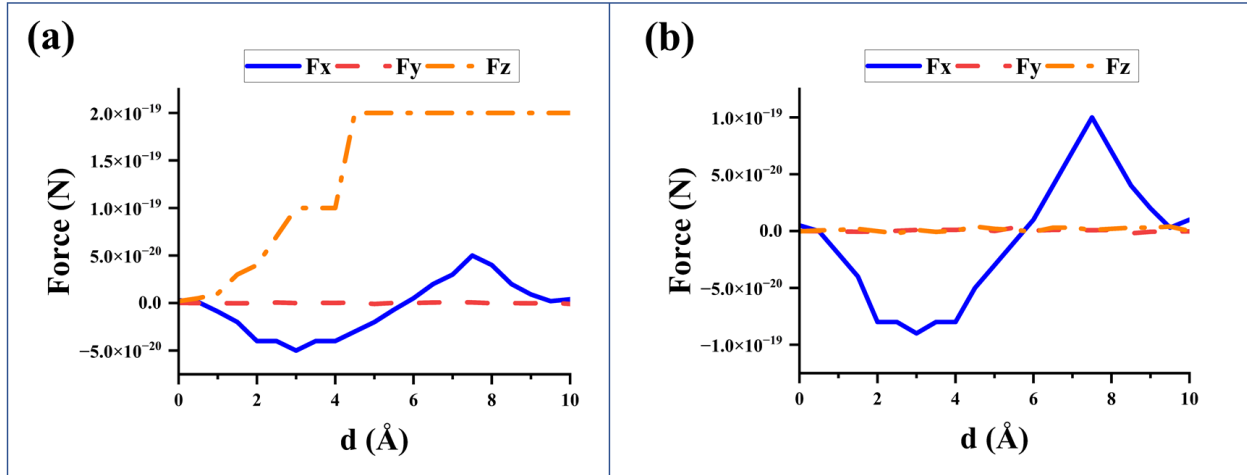 (a)
Fx Fy Fz
2.0×10⁻¹⁹
1.5×10⁻¹⁹
1.0×10⁻¹⁹
5.0×10⁻²⁰
0.0
−5.0×10⁻²⁰
Force (N)
0 2 4 6 8 10
d (Å)
(b)
Fx Fy Fz
1.0×10⁻¹⁹
5.0×10⁻²⁰
0.0
−5.0×10⁻²⁰
−1.0×10⁻¹⁹
Force (N)
0 2 4 6 8 10
d (Å)